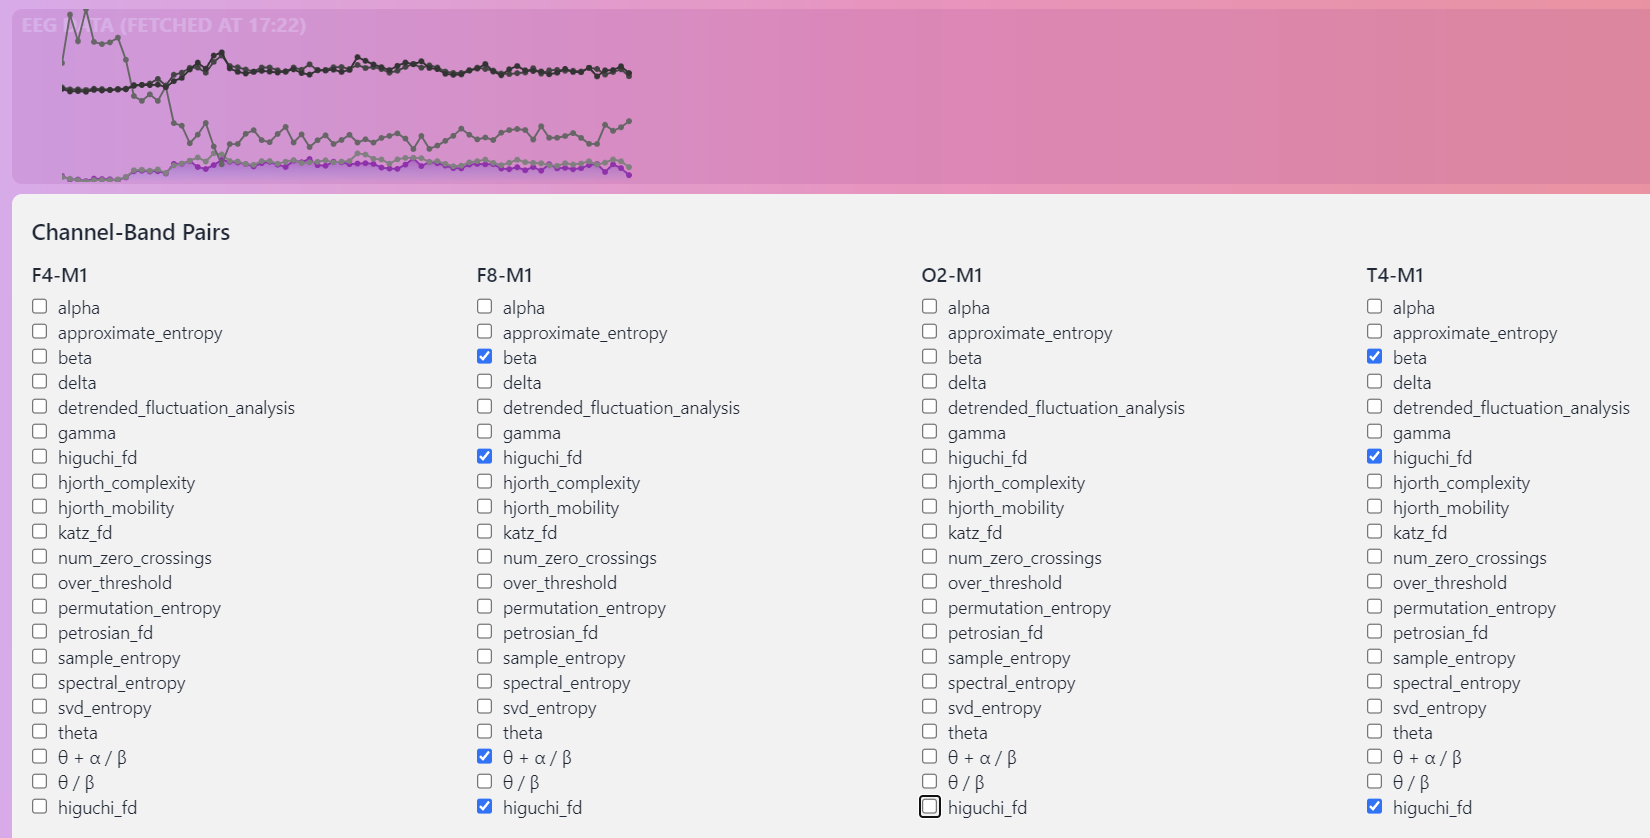 EEG DATA (FETCHED AT 17:22)
Channel-Band Pairs
F4-M1
alpha
approximate_entropy
beta
delta
detrended_fluctuation_analysis
gamma
higuchi_fd
hjorth_complexity
hjorth_mobility
katz_fd
num_zero_crossings
over_threshold
permutation_entropy
petrosian_fd
sample_entropy
spectral_entropy
svd_entropy
theta
θ + α / β
θ / β
higuchi_fd
F8-M1
alpha
approximate_entropy
beta
delta
detrended_fluctuation_analysis
gamma
higuchi_fd
hjorth_complexity
hjorth_mobility
katz_fd
num_zero_crossings
over_threshold
permutation_entropy
petrosian_fd
sample_entropy
spectral_entropy
svd_entropy
theta
θ + α / β
θ / β
higuchi_fd
O2-M1
alpha
approximate_entropy
beta
delta
detrended_fluctuation_analysis
gamma
higuchi_fd
hjorth_complexity
hjorth_mobility
katz_fd
num_zero_crossings
over_threshold
permutation_entropy
petrosian_fd
sample_entropy
spectral_entropy
svd_entropy
theta
θ + α / β
θ / β
higuchi_fd
T4-M1
alpha
approximate_entropy
beta
delta
detrended_fluctuation_analysis
gamma
higuchi_fd
hjorth_complexity
hjorth_mobility
katz_fd
num_zero_crossings
over_threshold
permutation_entropy
petrosian_fd
sample_entropy
spectral_entropy
svd_entropy
theta
θ + α / β
θ / β
higuchi_fd